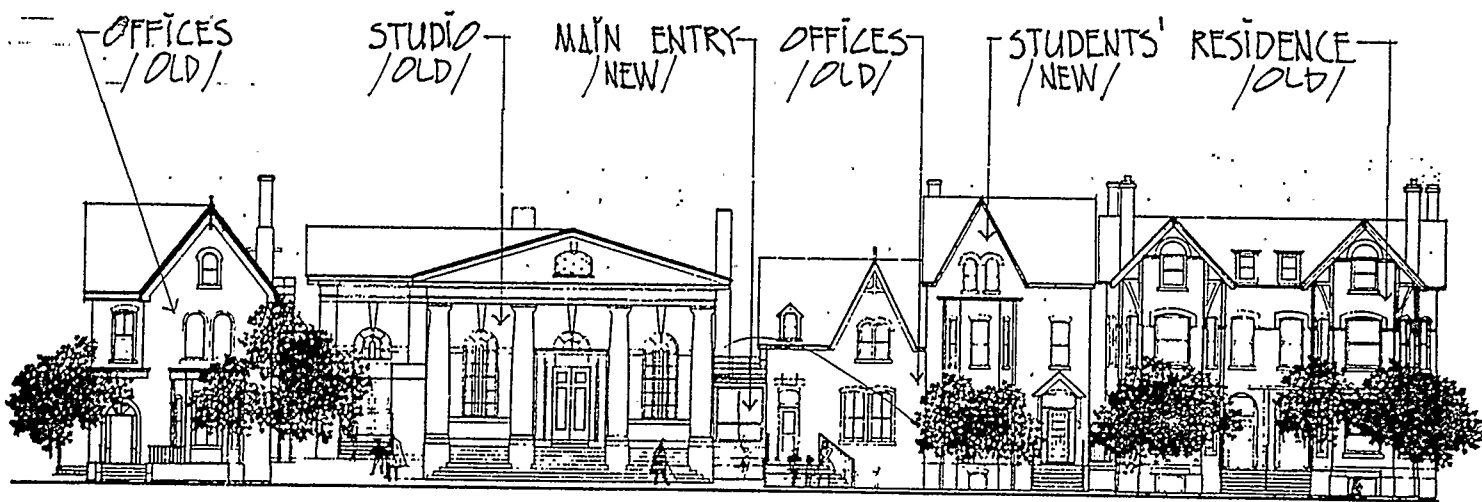 OFFICES
/OLD/
STUDIO
/OLD/
MAIN ENTRY
/NEW/
OFFICES
/OLD/
STUDENTS' RESIDENCE
/NEW/ /OLD/